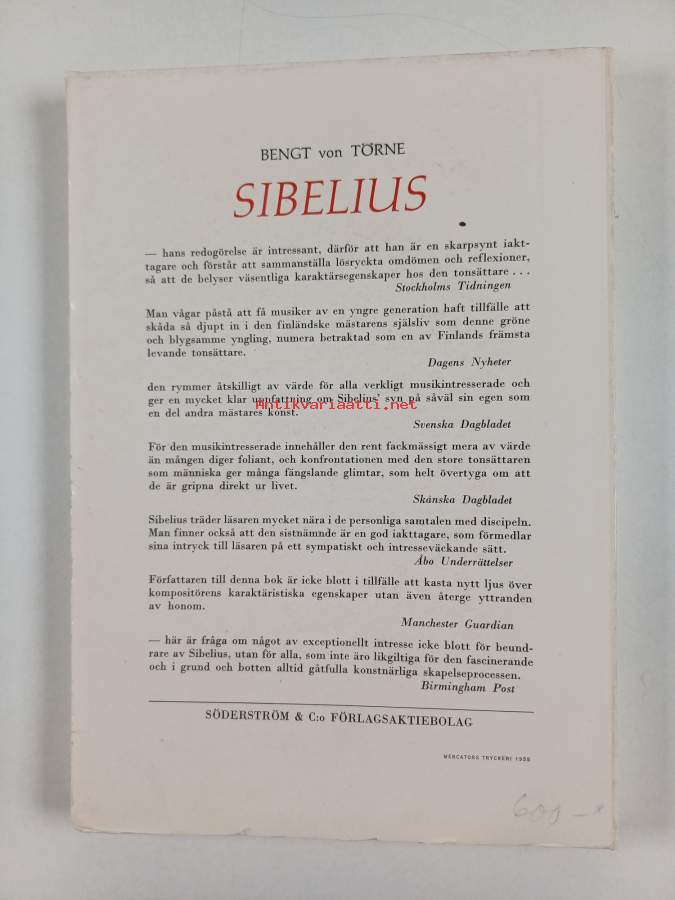 BENGT von TÖRNE
SIBELIUS
— hans redogörelse är intressant, därför att han är en skarpsynt iakt-
tagare och förstår att sammanställa lösryckta omdömen och reflexioner,
så att de belyser väsentliga karaktärsegenskaper hos den tonsättare . . .
Stockholms Tidningen
Man vågar påstå att få musiker av en yngre generation haft tillfälle att
skåda så djupt in i den finländske mästarens själsliv som denne gröne
och blygsamme yngling, numera betraktad som en av Finlands främsta
levande tonsättare.
Dagens Nyheter
den rymmer åtskilligt av värde för alla verkligt musikintresserade och
ger en mycket klar uppfattning om Sibelius' syn på såväl sin egen som
en del andra mästares konst.
Antikvariaatti.net
Svenska Dagbladet
För den musikintresserade innehåller den rent fackmässigt mera av värde
än mången diger foliant, och konfrontationen med den store tonsättaren
som människa ger många fängslande glimtar, som helt övertyga om att
de är gripna direkt ur livet.
Skånska Dagbladet
Sibelius träder läsaren mycket nära i de personliga samtalen med discipeln.
Man finner också att den sistnämnde är en god iakttagare, som förmedlar
sina intryck till läsaren på ett sympatiskt och intresseväckande sätt.
Åbo Underrättelser
Författaren till denna bok är icke blott i tillfälle att kasta nytt ljus över
kompositörens karaktäristiska egenskaper utan även återge yttranden
av honom.
Manchester Guardian
— här är fråga om något av exceptionellt intresse icke blott för beund-
rare av Sibelius, utan för alla, som inte äro likgiltiga för den fascinerande
och i grund och botten alltid gåtfulla konstnärliga skapelseprocessen.
Birmingham Post
SÖDERSTRÖM & C:o FÖRLAGSAKTIEBOLAG
MERCATORS TRYCKERI 1955